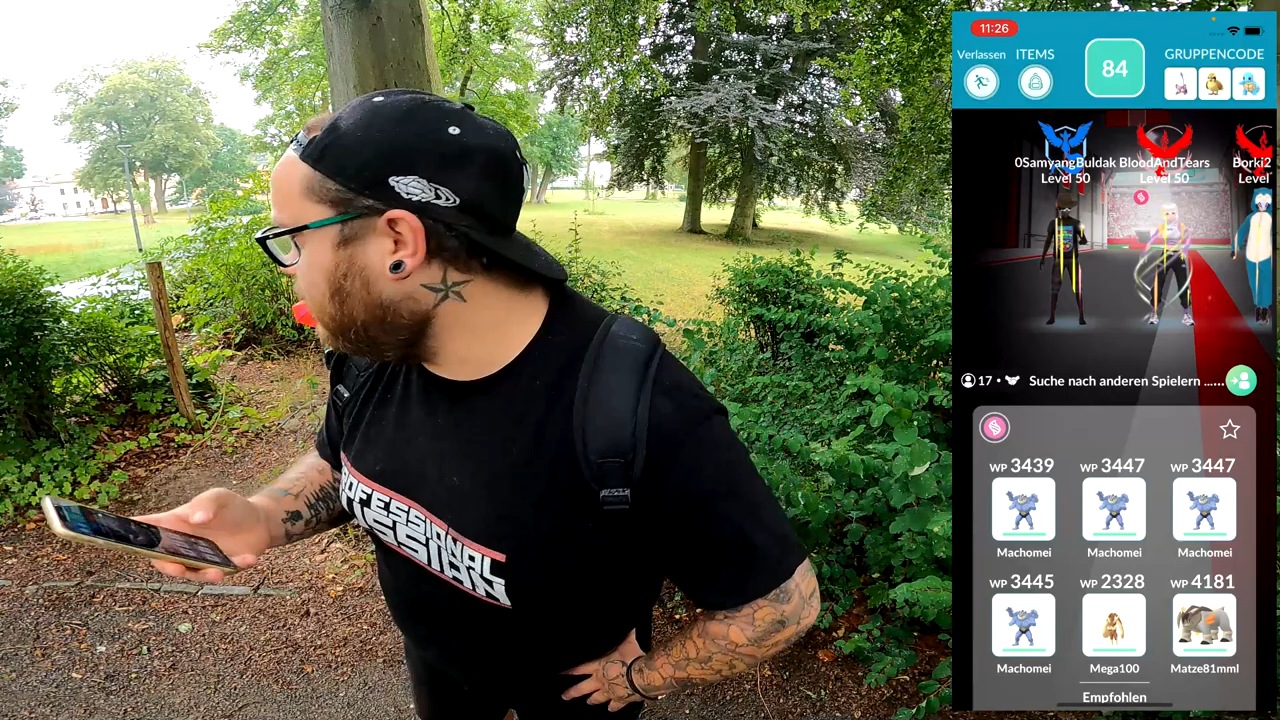 11:26
Verlassen
ITEMS
84
GRUPPENCODE
0SamyangBuldak
Level 50
BloodAndTears
Level 50
Borki2
Level
17 • Suche nach anderen Spielern ......
WP 3439
WP 3447
WP 3447
Machomei
Machomei
Machomei
WP 3445
WP 2328
WP 4181
Machomei
Mega100
Matze81mml
Empfohlen
PROFESSIONAL